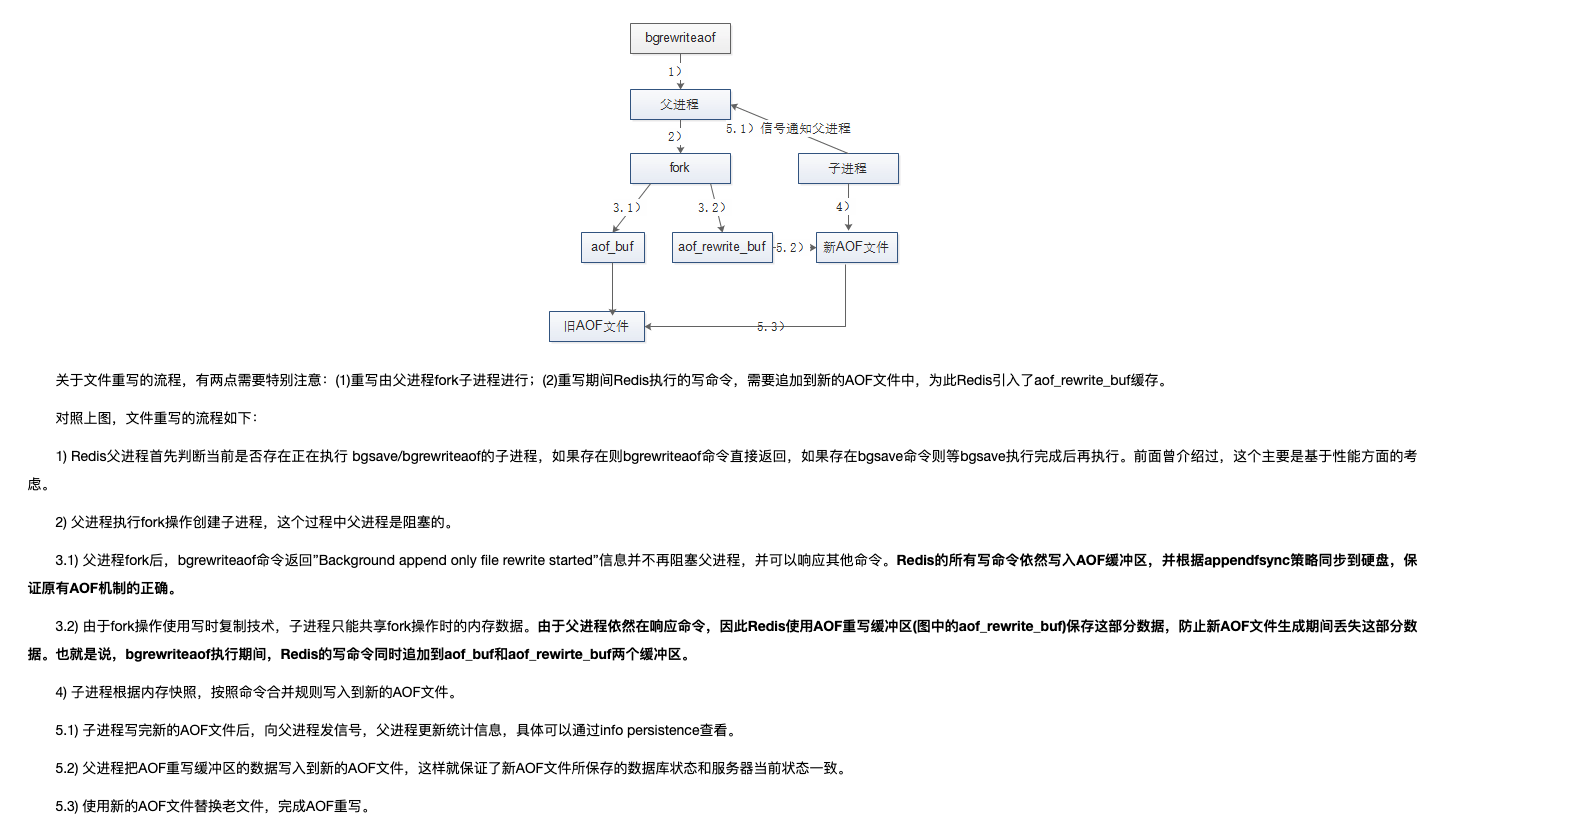 bgrewriteaof
1)
父进程
5.1) 信号通知父进程
2)
fork
子进程
3.1)
3.2)
4)
aof_buf
aof_rewrite_buf
5.2)
新AOF文件
旧AOF文件
5.3)
关于文件重写的流程，有两点需要特别注意：(1)重写由父进程fork子进程进行；(2)重写期间Redis执行的写命令，需要追加到新的AOF文件中，为此Redis引入了aof_rewrite_buf缓存。
对照上图，文件重写的流程如下：
1) Redis父进程首先判断当前是否存在正在执行 bgsave/bgrewriteaof的子进程，如果存在则bgrewriteaof命令直接返回，如果存在bgsave命令则等bgsave执行完成后再执行。前面曾介绍过，这个主要是基于性能方面的考
虑。
2) 父进程执行fork操作创建子进程，这个过程中父进程是阻塞的。
3.1) 父进程fork后，bgrewriteaof命令返回”Background append only file rewrite started”信息并不再阻塞父进程，并可以响应其他命令。Redis的所有写命令依然写入AOF缓冲区，并根据appendfsync策略同步到硬盘，保
证原有AOF机制的正确。
3.2) 由于fork操作使用写时复制技术，子进程只能共享fork操作时的内存数据。由于父进程依然在响应命令，因此Redis使用AOF重写缓冲区(图中的aof_rewrite_buf)保存这部分数据，防止新AOF文件生成期间丢失这部分数
据。也就是说，bgrewriteaof执行期间，Redis的写命令同时追加到aof_buf和aof_rewirte_buf两个缓冲区。
4) 子进程根据内存快照，按照命令合并规则写入到新的AOF文件。
5.1) 子进程写完新的AOF文件后，向父进程发信号，父进程更新统计信息，具体可以通过info persistence查看。
5.2) 父进程把AOF重写缓冲区的数据写入到新的AOF文件，这样就保证了新AOF文件所保存的数据库状态和服务器当前状态一致。
5.3) 使用新的AOF文件替换老文件，完成AOF重写。